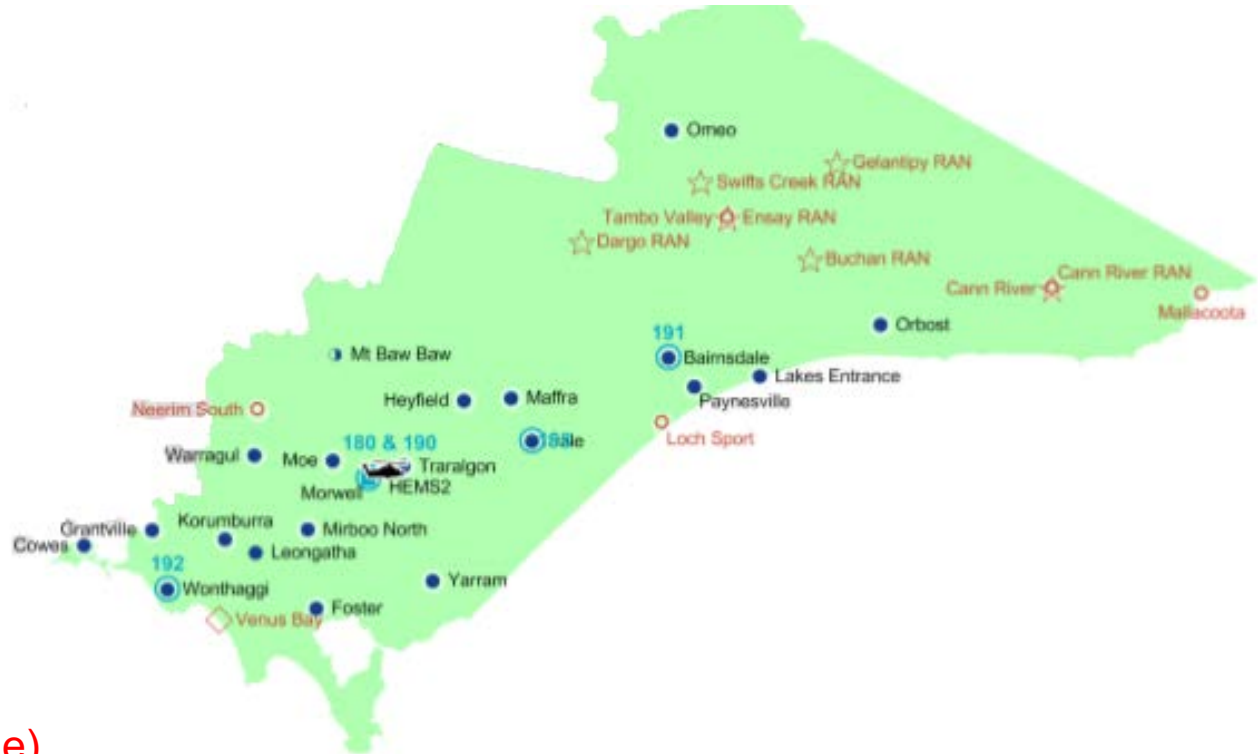 Omeo
Gelantipy RAN
Swifts Creek RAN
Tambo Valley
Ensay RAN
Dargo RAN
Buchan RAN
Cann River RAN
Cann River
Mallacoota
Orbost
191
Bairnsdale
Mt Baw Baw
Lakes Entrance
Paynesville
Heyfield
Maffra
Neerim South
Loch Sport
180 & 190
Sale
Warragul
Moe
Traralgon
HEMS2
Morwell
Korumburra
Grantville
Mirboo North
Cowes
Leongatha
192
Wonthaggi
Yarram
Foster
Venus Bay
e)